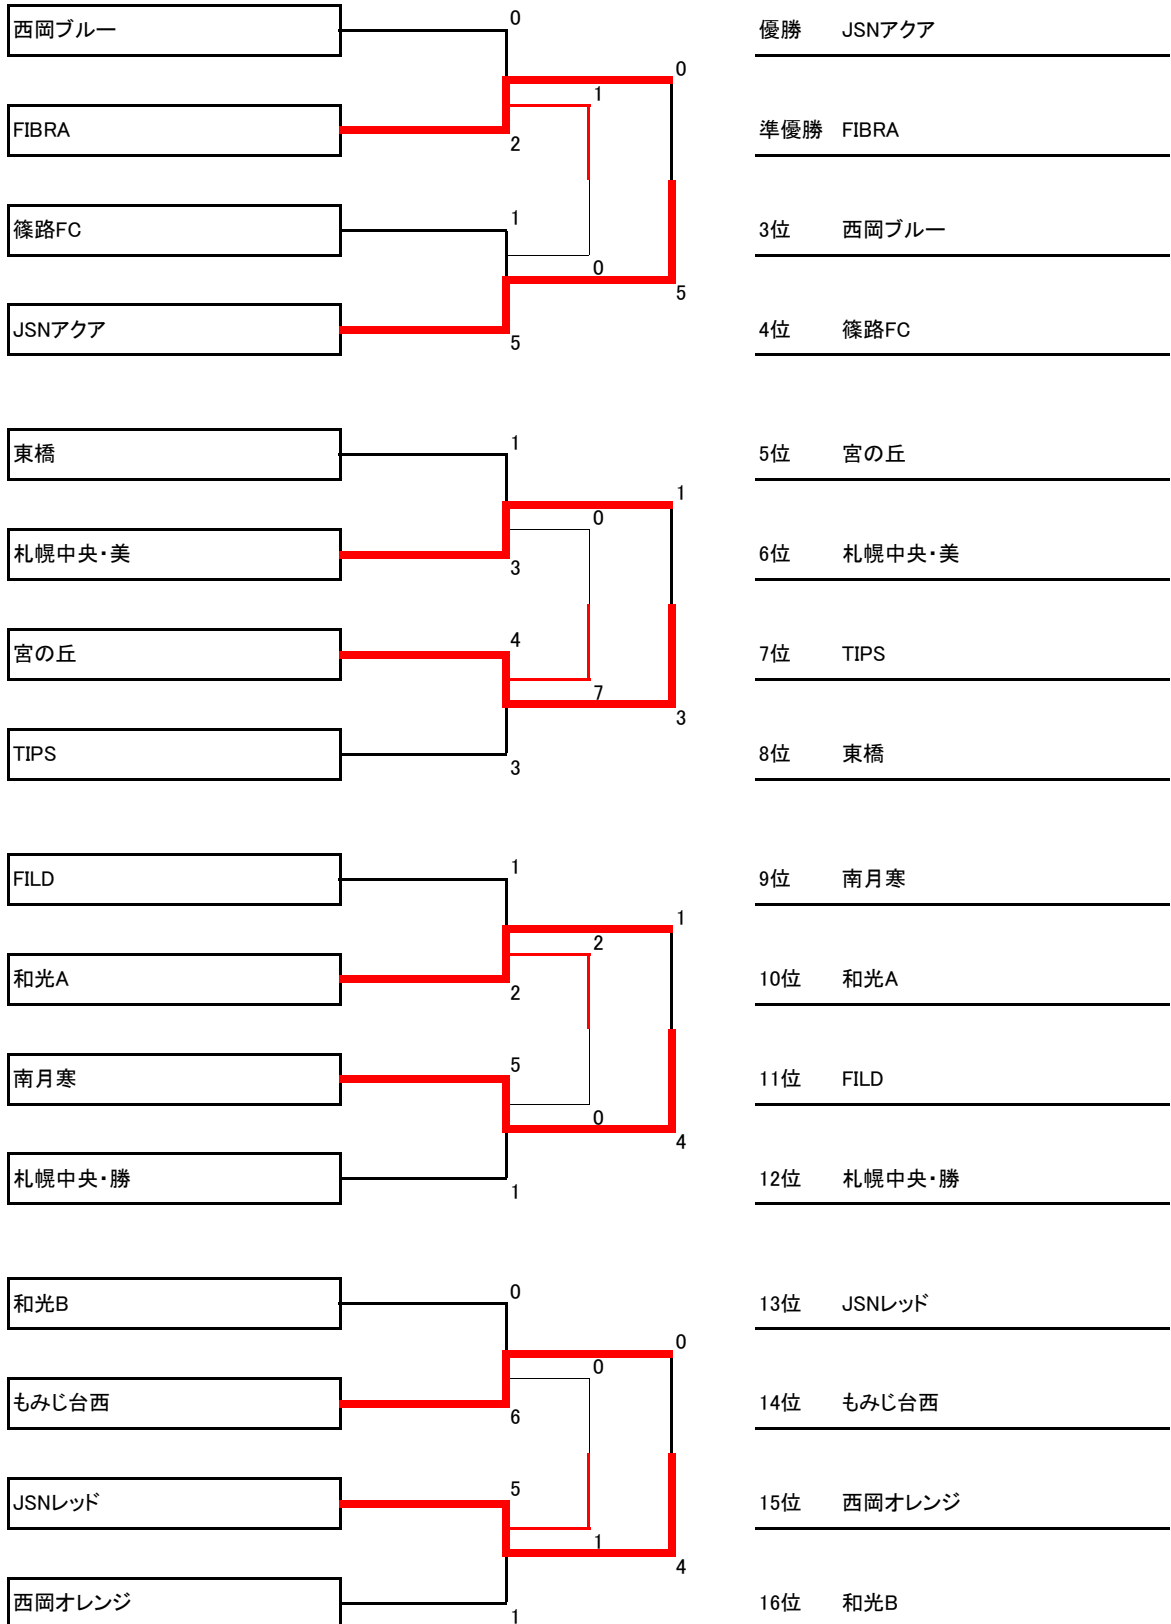 西岡ブルー 0 優勝 JSNアクア
0
1
FIBRA 2 準優勝 FIBRA
篠路FC 1 3位 西岡ブルー
0
5
JSNアクア 5 4位 篠路FC
東橋 1 5位 宮の丘
1
0
札幌中央・美 3 6位 札幌中央・美
宮の丘 4 7位 TIPS
7
3
TIPS 3 8位 東橋
FILD 1 9位 南月寒
1
2
和光A 2 10位 和光A
南月寒 5 11位 FILD
0
4
札幌中央・勝 1 12位 札幌中央・勝
和光B 0 13位 JSNレッド
0
0
もみじ台西 6 14位 もみじ台西
JSNレッド 5 15位 西岡オレンジ
1
4
西岡オレンジ 1 16位 和光B